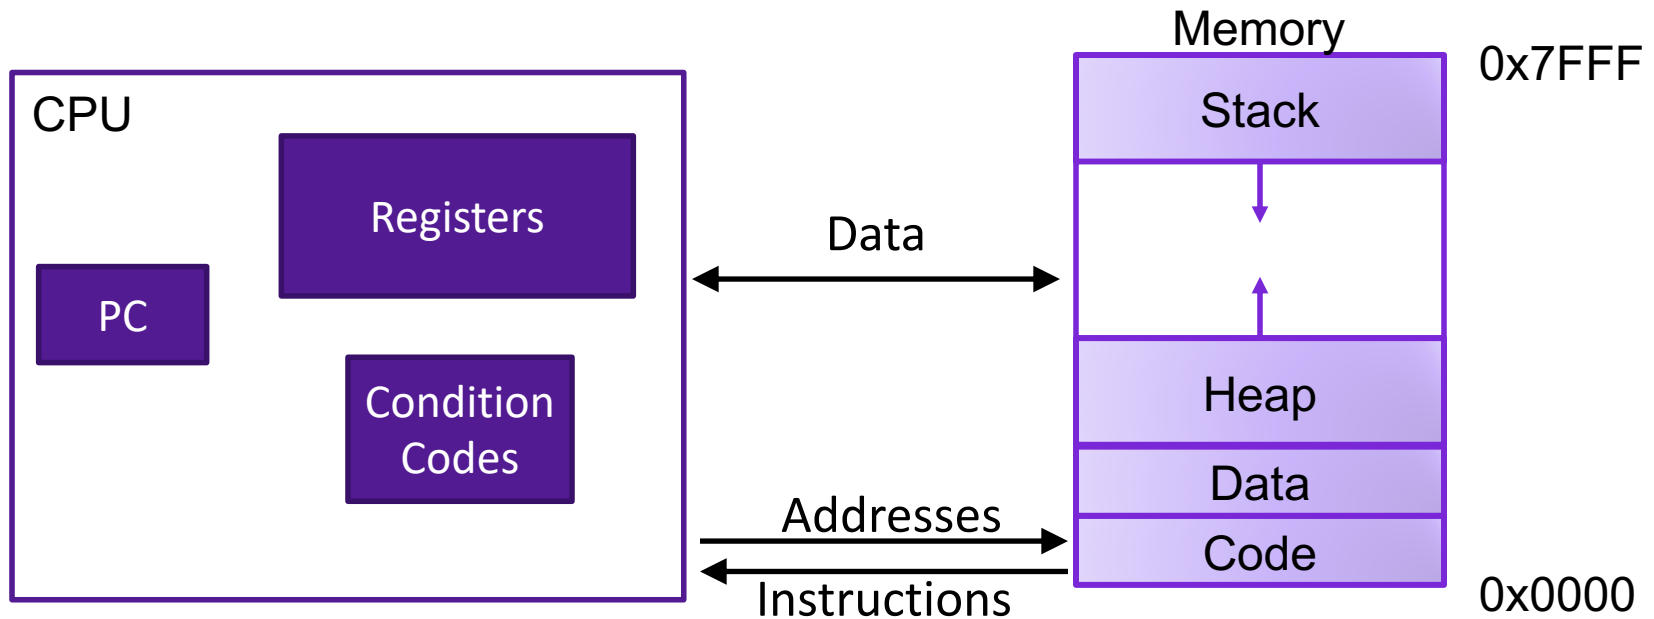 CPU
Registers
PC
Condition
Codes
Data
Addresses
Instructions
Memory
Stack
Heap
Data
Code
0x7FFF
0x0000